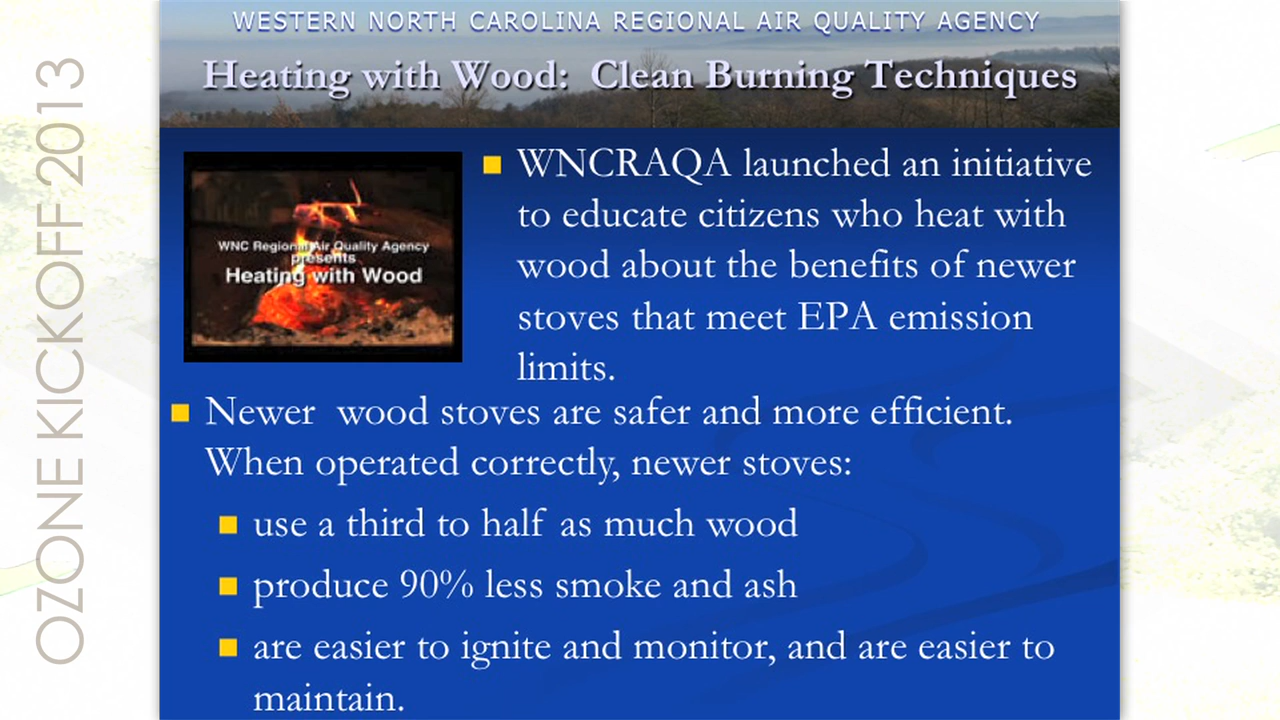 OZONE KICKOFF 2013
WESTERN NORTH CAROLINA REGIONAL AIR QUALITY AGENCY
Heating with Wood: Clean Burning Techniques
WNC Regional Air Quality Agency
presents
Heating with Wood
WNCRAQA launched an initiative
to educate citizens who heat with
wood about the benefits of newer
stoves that meet EPA emission
limits.
Newer wood stoves are safer and more efficient.
When operated correctly, newer stoves:
use a third to half as much wood
produce 90% less smoke and ash
are easier to ignite and monitor, and are easier to
maintain.